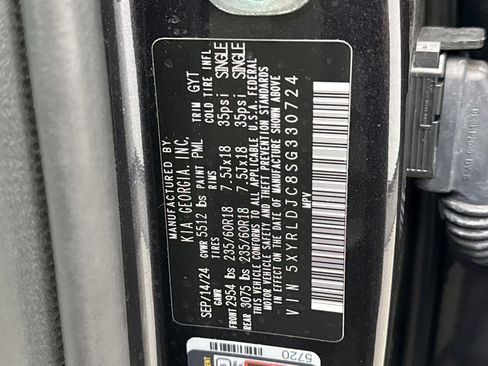 MANUFACTURED BY:
KIA GEORGIA, INC.
SEP/14/24 GVWR 5512 lbs PAINT PML TRIM GYT
GAWR TIRES RIMS COLD TIRE INFL
FRONT 2954 lbs 235/60R18 7.5Jx18 35psi SINGLE
REAR 3075 lbs 235/60R18 7.5Jx18 35psi SINGLE
THIS VEHICLE CONFORMS TO ALL APPLICABLE U.S.A. FEDERAL
MOTOR VEHICLE SAFETY AND THEFT PREVENTION STANDARDS
IN EFFECT ON THE DATE OF MANUFACTURE SHOWN ABOVE
VIN 5XYRLDJC8SG330724
MPV
5720